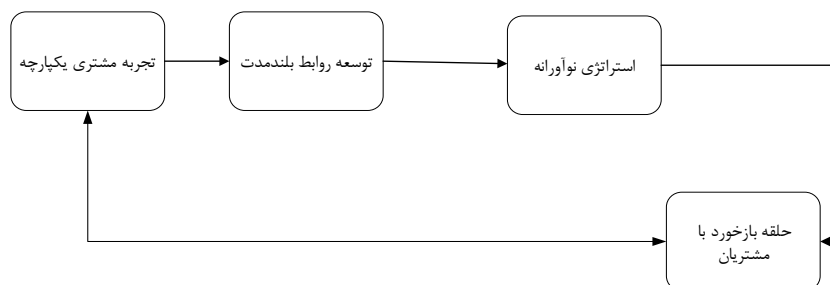 تجربه مشتری یکپارچه
توسعه روابط بلندمدت
استراتژی نوآورانه
حلقه بازخورد با
مشتریان